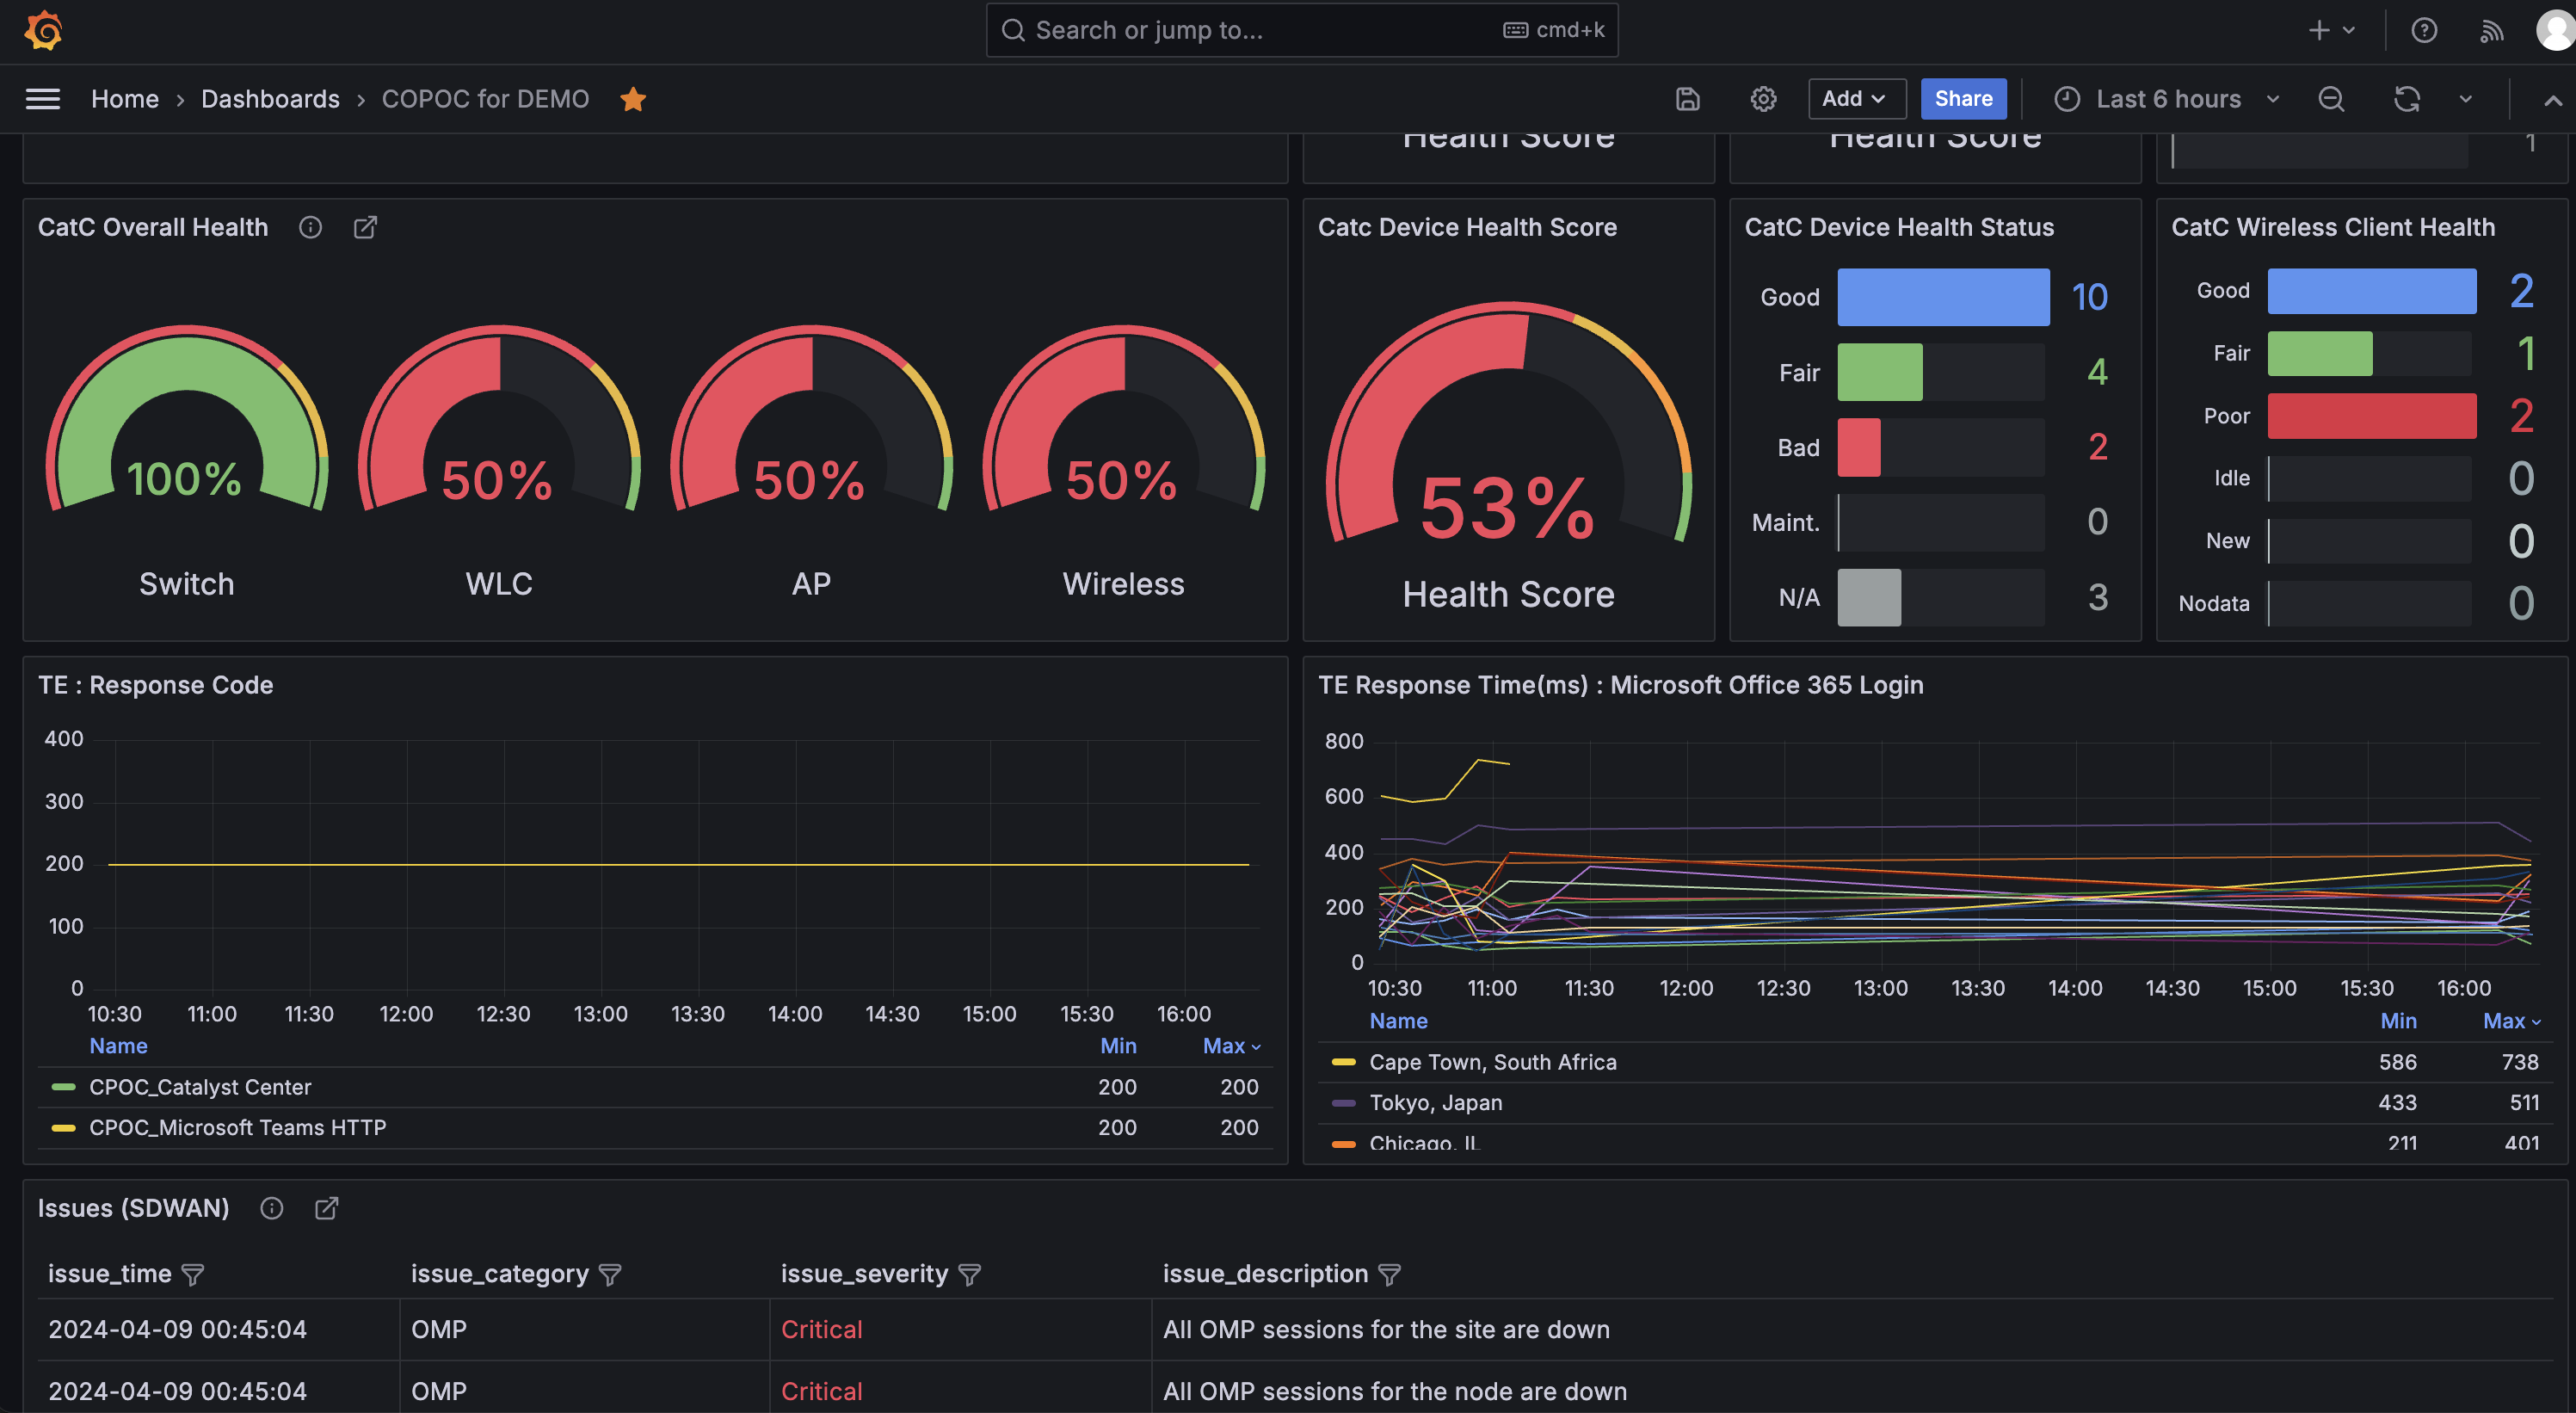 Search or jump to...
cmd+k
Home › Dashboards › COPOC for DEMO
Add
Share
Last 6 hours
Health Score
Health Score
1
CatC Overall Health
100%
50%
50%
50%
Switch
WLC
AP
Wireless
Catc Device Health Score
53%
Health Score
CatC Device Health Status
Good 10
Fair 4
Bad 2
Maint. 0
N/A 3
CatC Wireless Client Health
Good 2
Fair 1
Poor 2
Idle 0
New 0
Nodata 0
TE : Response Code
400
300
200
100
0
10:30 11:00 11:30 12:00 12:30 13:00 13:30 14:00 14:30 15:00 15:30 16:00
Name Min Max
CPOC_Catalyst Center 200 200
CPOC_Microsoft Teams HTTP 200 200
TE Response Time(ms) : Microsoft Office 365 Login
800
600
400
200
0
10:30 11:00 11:30 12:00 12:30 13:00 13:30 14:00 14:30 15:00 15:30 16:00
Name Min Max
Cape Town, South Africa 586 738
Tokyo, Japan 433 511
Chicago, IL 211 401
Issues (SDWAN)
issue_time issue_category issue_severity issue_description
2024-04-09 00:45:04 OMP Critical All OMP sessions for the site are down
2024-04-09 00:45:04 OMP Critical All OMP sessions for the node are down